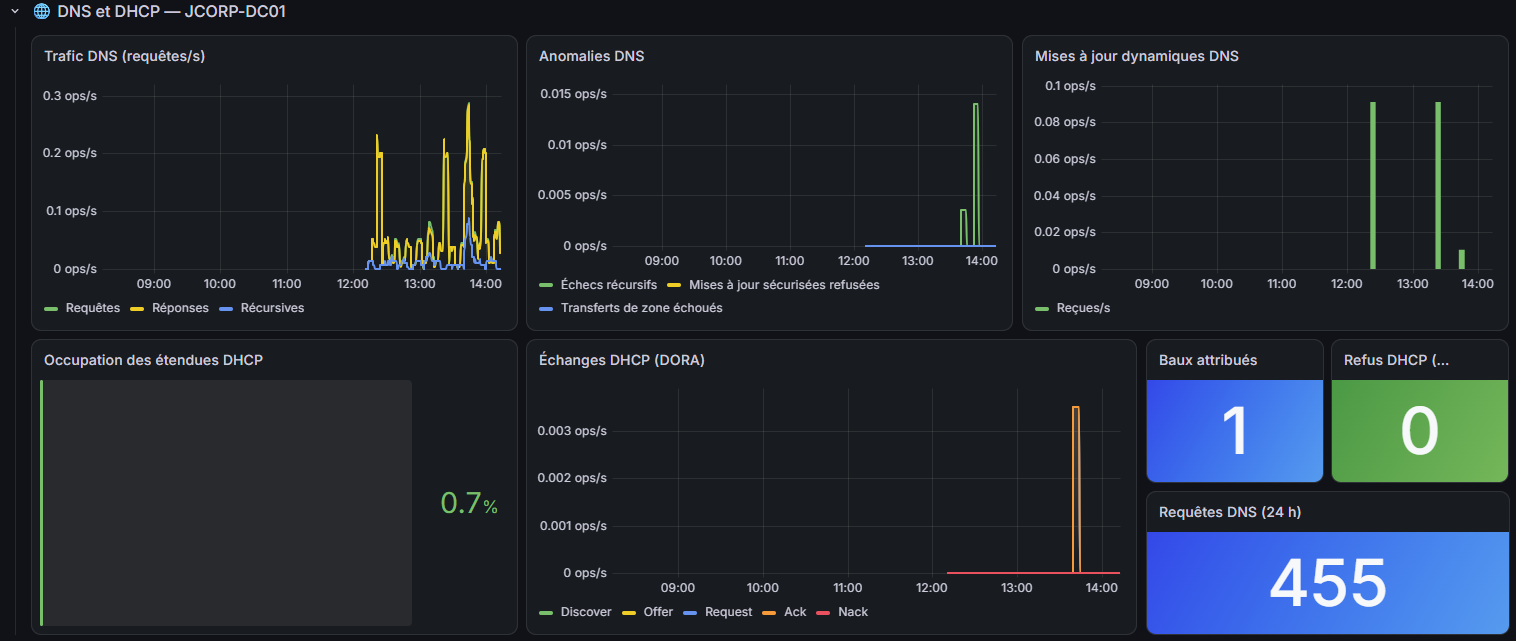 DNS et DHCP — JCORP-DC01
Trafic DNS (requêtes/s)
0.3 ops/s
0.2 ops/s
0.1 ops/s
0 ops/s
09:00 10:00 11:00 12:00 13:00 14:00
Requêtes Réponses Récursives
Anomalies DNS
0.015 ops/s
0.01 ops/s
0.005 ops/s
0 ops/s
09:00 10:00 11:00 12:00 13:00 14:00
Échecs récursifs Mises à jour sécurisées refusées
Transferts de zone échoués
Mises à jour dynamiques DNS
0.1 ops/s
0.08 ops/s
0.06 ops/s
0.04 ops/s
0.02 ops/s
0 ops/s
09:00 10:00 11:00 12:00 13:00 14:00
Reçues/s
Occupation des étendues DHCP
0.7%
Échanges DHCP (DORA)
0.003 ops/s
0.002 ops/s
0.001 ops/s
0 ops/s
09:00 10:00 11:00 12:00 13:00 14:00
Discover Offer Request Ack Nack
Baux attribués
1
Refus DHCP (...
0
Requêtes DNS (24 h)
455